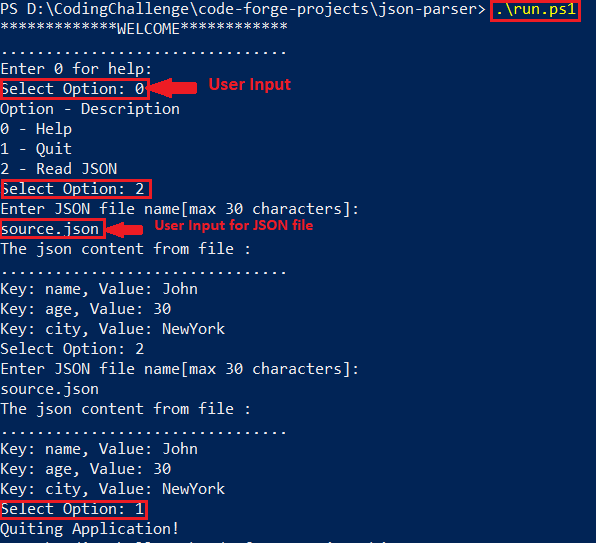 PS D:\CodingChallenge\code-forge-projects\json-parser> .\run.ps1
*************WELCOME************
................................
Enter 0 for help:
Select Option: 0 User Input
Option - Description
0 - Help
1 - Quit
2 - Read JSON
Select Option: 2
Enter JSON file name[max 30 characters]:
source.json User Input for JSON file
The json content from file :
................................
Key: name, Value: John
Key: age, Value: 30
Key: city, Value: NewYork
Select Option: 2
Enter JSON file name[max 30 characters]:
source.json
The json content from file :
................................
Key: name, Value: John
Key: age, Value: 30
Key: city, Value: NewYork
Select Option: 1
Quiting Application!